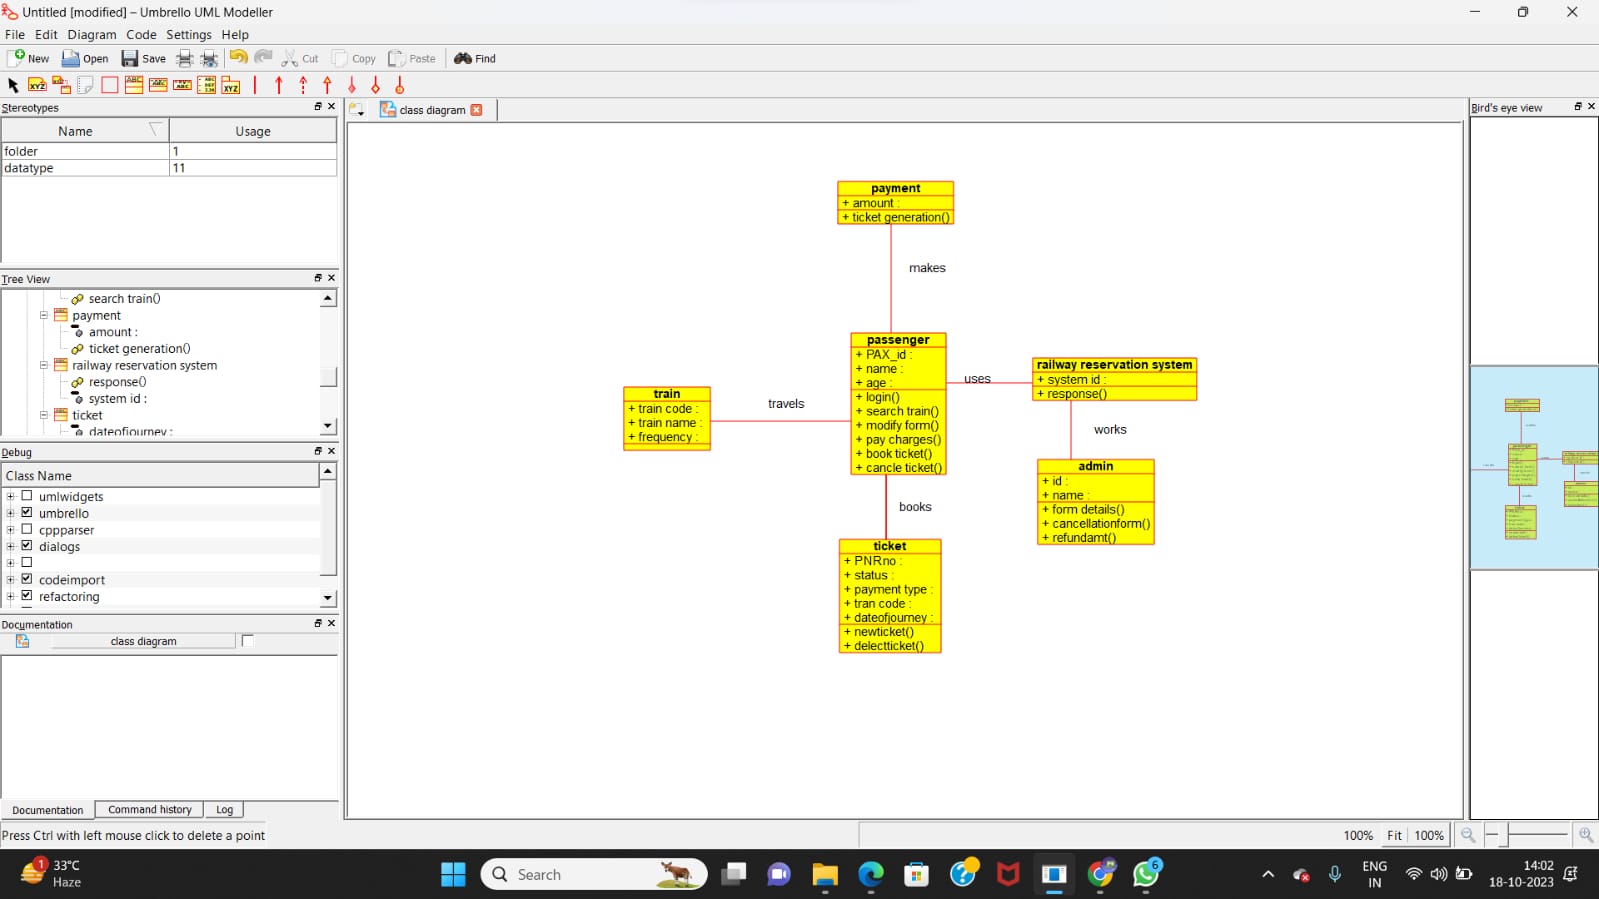 Untitled [modified] – Umbrello UML Modeller
File Edit Diagram Code Settings Help
New Open Save Cut Copy Paste Find
Stereotypes
Name Usage
folder 1
datatype 11
Tree View
search train()
payment
amount :
ticket generation()
railway reservation system
response()
system id :
ticket
dateofjourney :
Debug
Class Name
umlwidgets
umbrello
cppparser
dialogs
codeimport
refactoring
Documentation
class diagram
Documentation Command history Log
Press Ctrl with left mouse click to delete a point
class diagram
payment
+ amount :
+ ticket generation()
makes
passenger
+ PAX_id :
+ name :
+ age :
+ login()
+ search train()
+ modify form()
+ pay charges()
+ book ticket()
+ cancle ticket()
uses
railway reservation system
+ system id :
+ response()
train
+ train code :
+ train name :
+ frequency :
travels
works
admin
+ id :
+ name :
+ form details()
+ cancellationform()
+ refundamt()
books
ticket
+ PNRno :
+ status :
+ payment type :
+ tran code :
+ dateofjourney :
+ newticket()
+ delectticket()
Bird's eye view
100% Fit 100%
1
33°C
Haze
Search
6
ENG
IN
14:02
18-10-2023